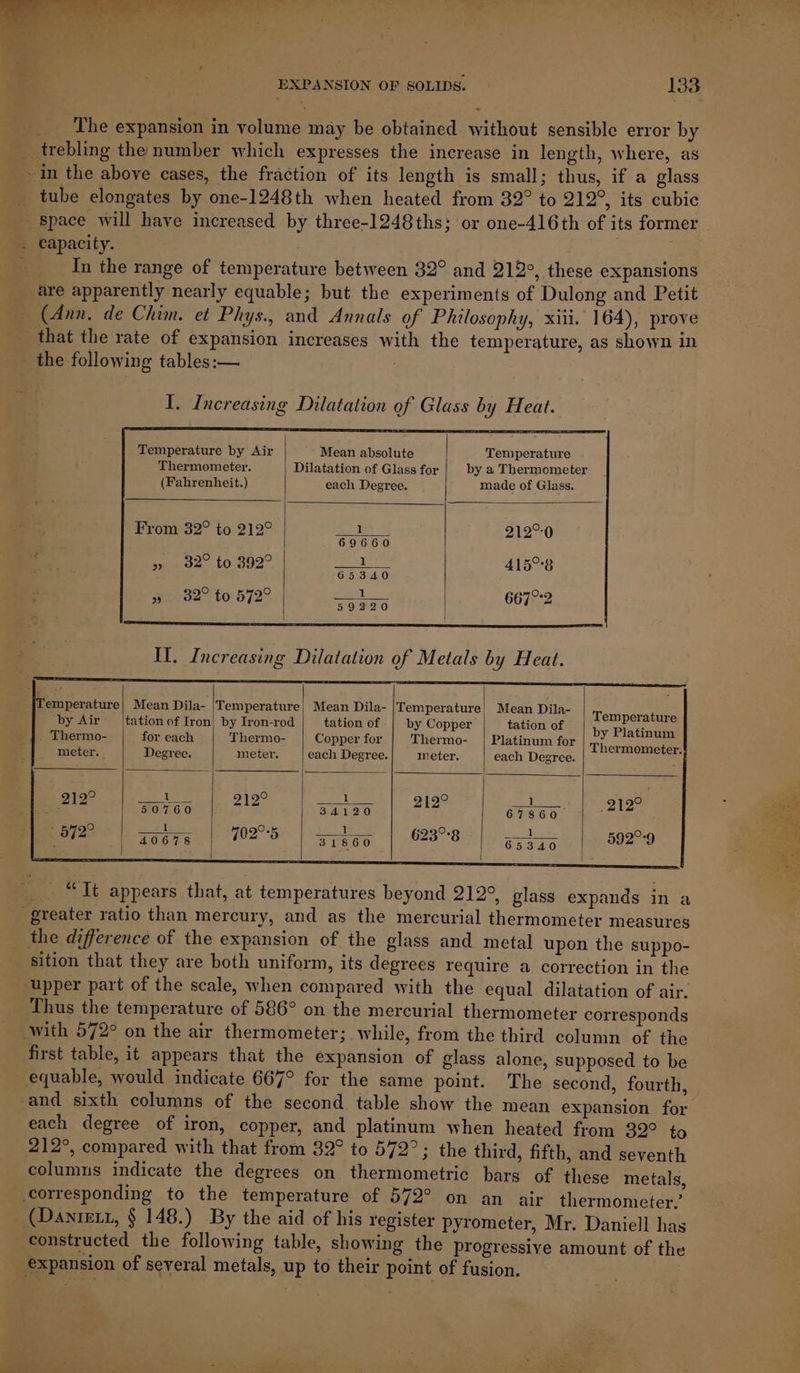 EXPANSION OF SOLIDS. 133
The expansion in volume may be obtained without sensible error by
trebling the number which expresses the increase in length, where, as
in the above cases, the fraction of its length is small; thus, if a glass
tube elongates by one-1248th when heated from 32° to 212°, its cubic
space will have increased by three-1248ths; or one-416th of its former
capacity.
In the range of temperature between 32° and 212°, these expansions
are apparently nearly equable; but the experiments of Dulong and Petit
(Ann. de Chim. et Phys., and Annals of Philosophy, xiii. 164), prove
that the rate of expansion increases with the temperature, as shown in
the following tables:—
I. Increasing Dilatation of Glass by Heat.
Temperature by Air Thermometer. (Fahrenheit.) | Mean absolute Dilatation of Glass for each Degree. | Temperature by a Thermometer made of Glass.
From 32° to 212° | 1/69660 | 212°·0
„ 32° to 392° | 1/65340 | 415°·8
„ 32° to 572° | 1/59220 | 667°·2
II. Increasing Dilatation of Metals by Heat.
Temperature by Air Thermometer. | Mean Dilatation of Iron for each Degree. | Temperature by Iron-rod Thermometer. | Mean Dilatation of Copper for each Degree. | Temperature by Copper Thermometer. | Mean Dilatation of Platinum for each Degree. | Temperature by Platinum Thermometer.
212° | 1/50760 | 212° | 1/34120 | 212° | 1/67860 | 212°
572° | 1/40678 | 702°·5 | 1/31860 | 623°·8 | 1/65340 | 592°·9
“It appears that, at temperatures beyond 212°, glass expands in a
greater ratio than mercury, and as the mercurial thermometer measures
the difference of the expansion of the glass and metal upon the suppo-
sition that they are both uniform, its degrees require a correction in the
upper part of the scale, when compared with the equal dilatation of air.
Thus the temperature of 586° on the mercurial thermometer corresponds
with 572° on the air thermometer; while, from the third column of the
first table, it appears that the expansion of glass alone, supposed to be
equable, would indicate 667° for the same point. The second, fourth,
and sixth columns of the second table show the mean expansion for
each degree of iron, copper, and platinum when heated from 32° to
212°, compared with that from 32° to 572°; the third, fifth, and seventh
columns indicate the degrees on thermometric bars of these metals,
corresponding to the temperature of 572° on an air thermometer.’
(DANIELL, § 148.) By the aid of his register pyrometer, Mr. Daniell has
constructed the following table, showing the progressive amount of the
expansion of several metals, up to their point of fusion.